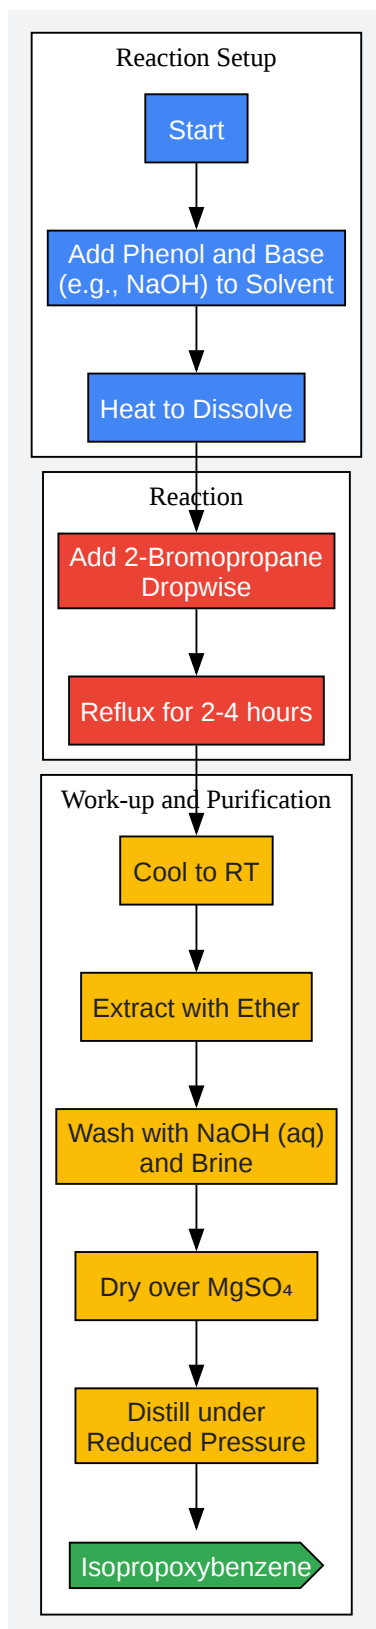 Reaction Setup
Start
Add Phenol and Base
(e.g., NaOH) to Solvent
Heat to Dissolve
Reaction
Add 2-Bromopropane
Dropwise
Reflux for 2-4 hours
Work-up and Purification
Cool to RT
Extract with Ether
Wash with NaOH (aq)
and Brine
Dry over MgSO₄
Distill under
Reduced Pressure
Isopropoxybenzene